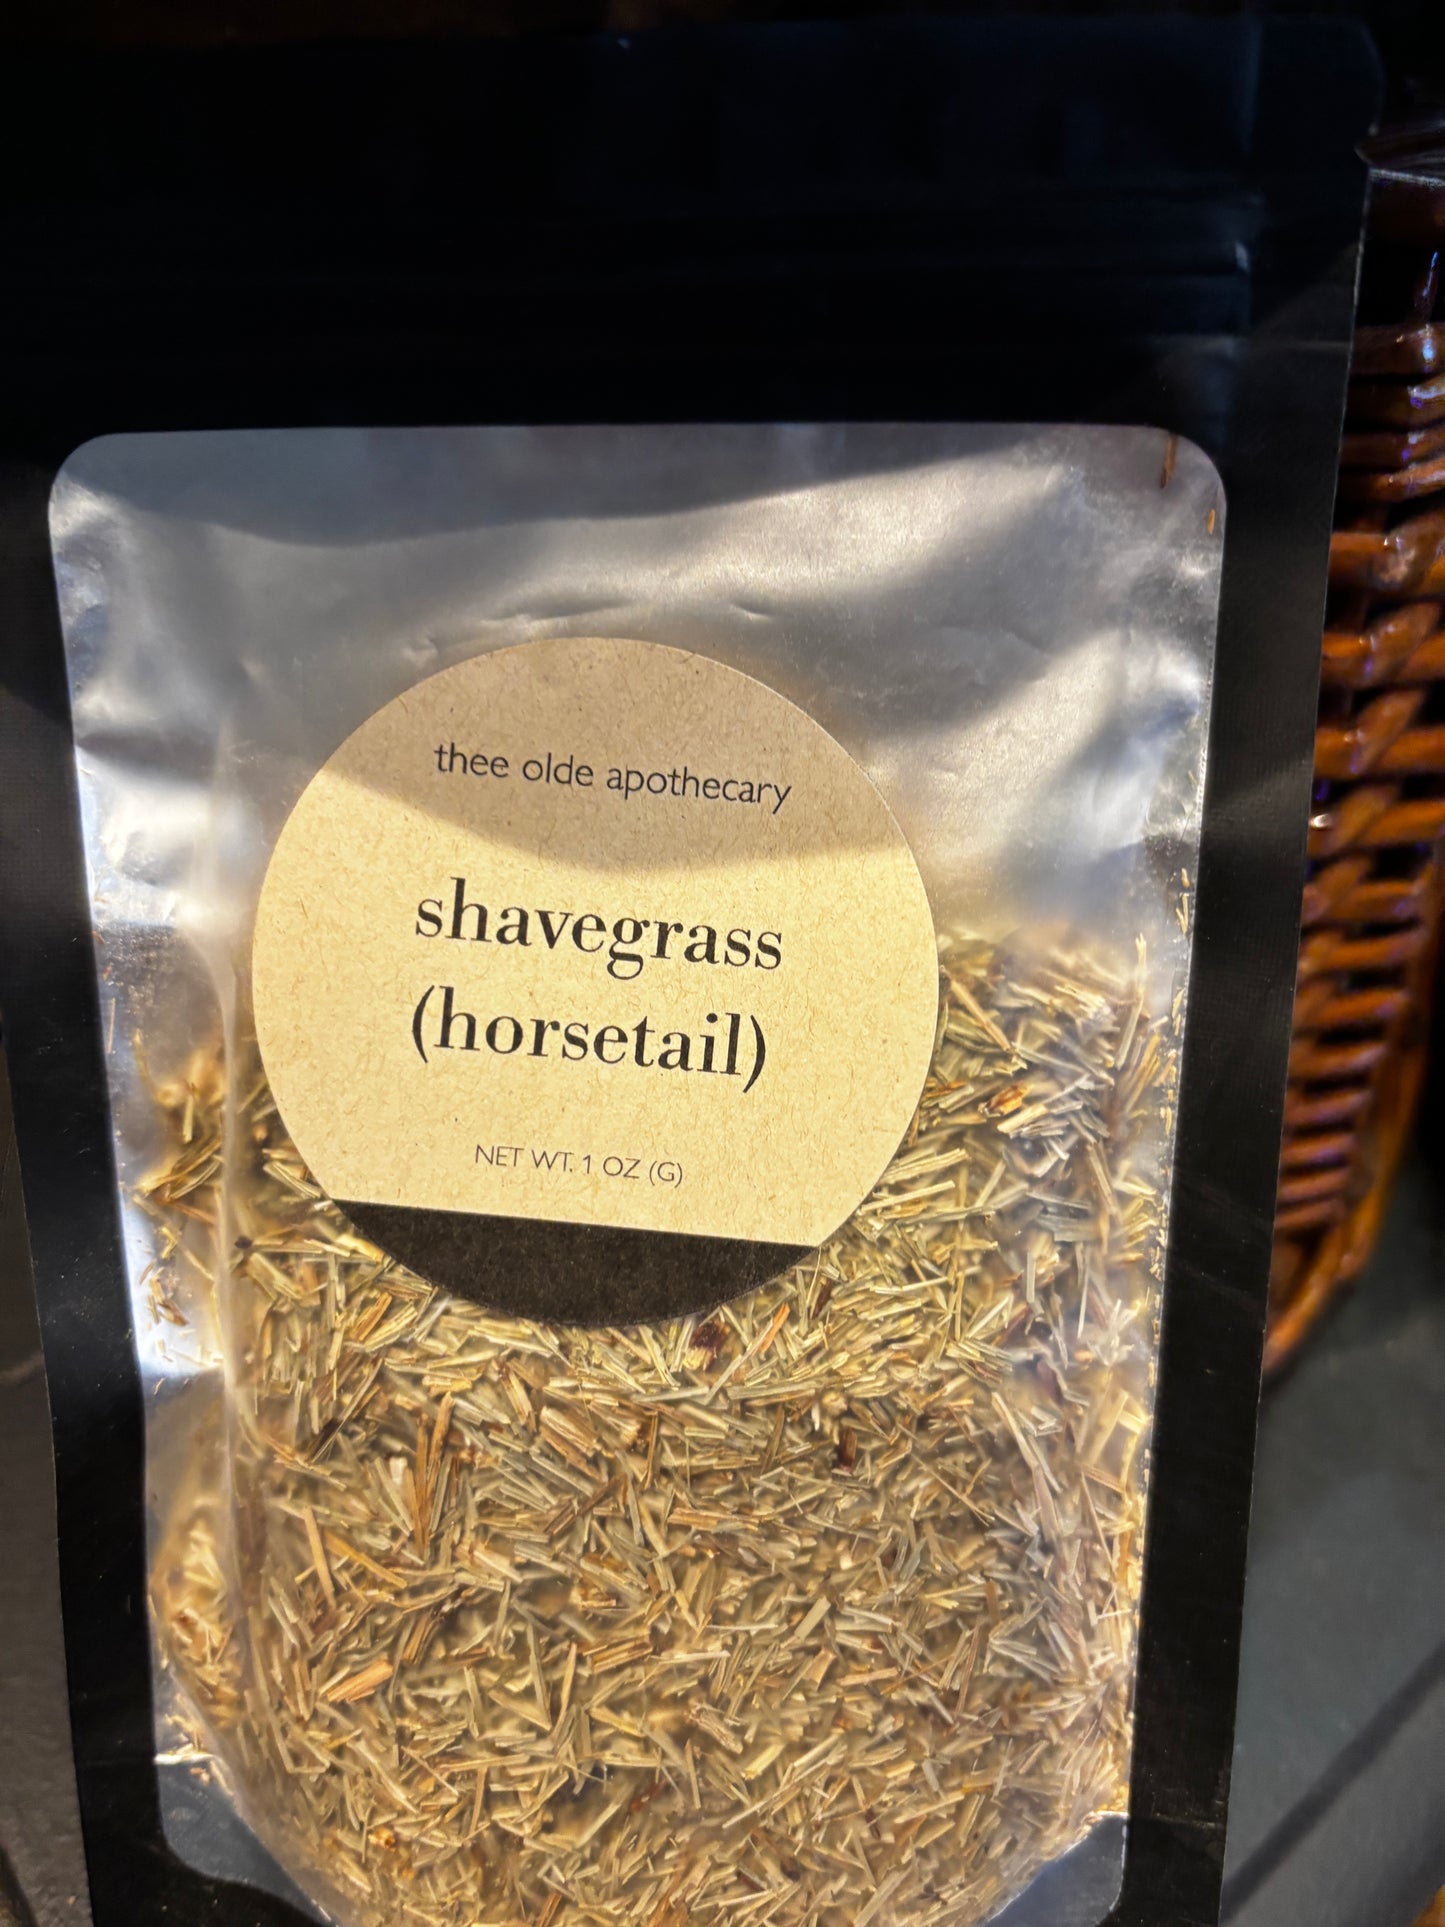 thee olde apothecary
shavegrass
(horsetail)
NET WT. 1 OZ (G)